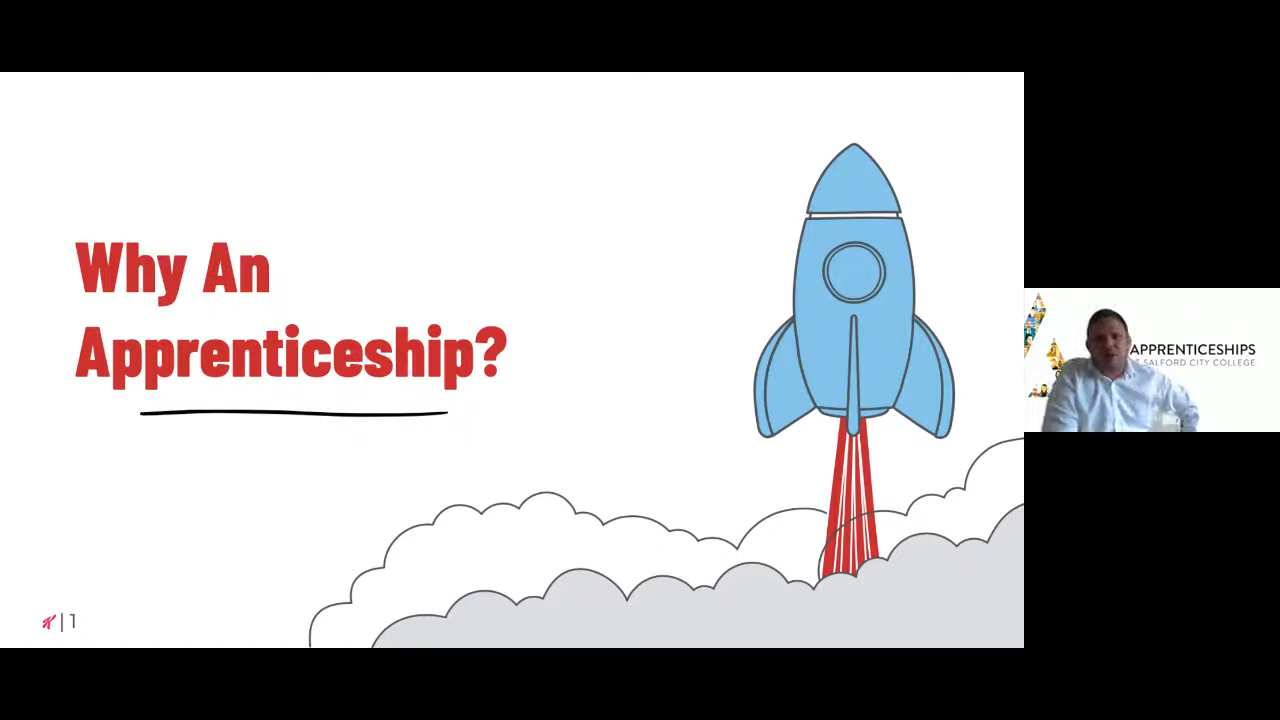 Why An
Apprenticeship?
| 1
APPRENTICESHIPS
T SALFORD CITY COLLEGE